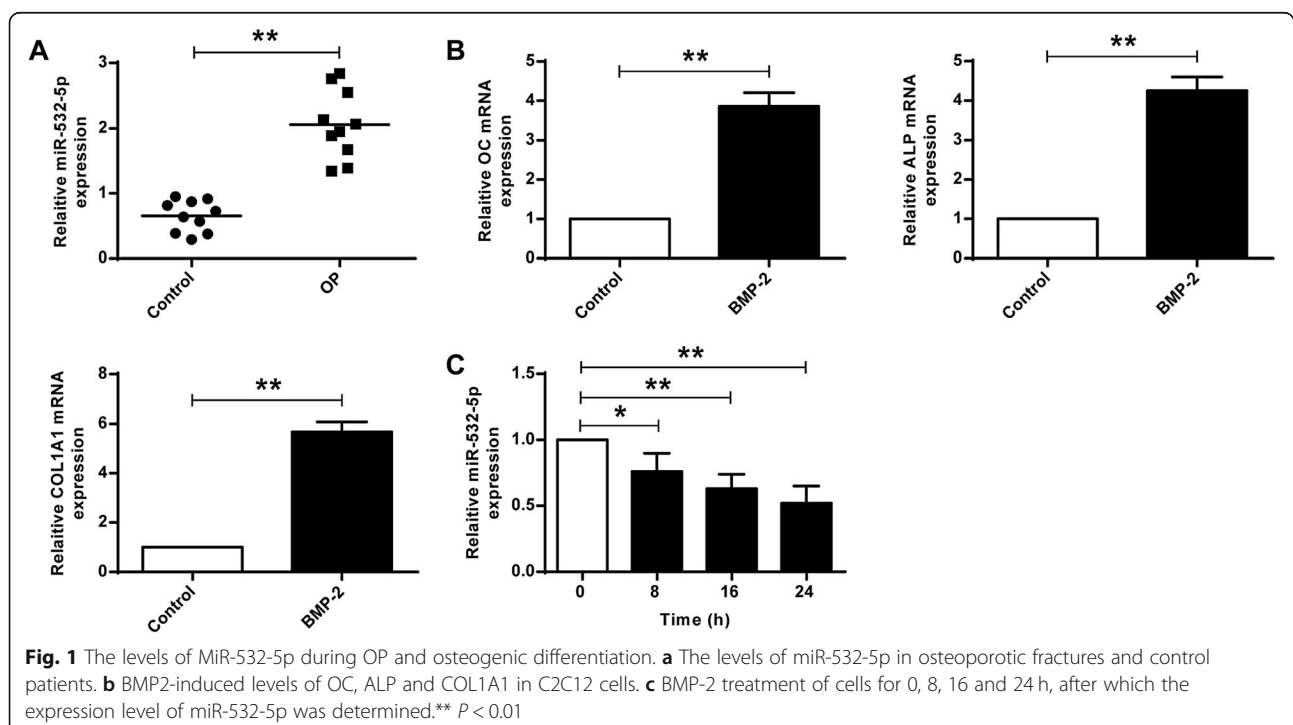 A
**
Relaitive miR-532-5p
expression
3
2
1
0
Control
OP
B
**
Relaitive OC mRNA
expression
5
4
3
2
1
0
Control
BMP-2
**
Relaitive ALP mRNA
expression
5
4
3
2
1
0
Control
BMP-2
**
Relaitive COL1A1 mRNA
expression
8
6
4
2
0
Control
BMP-2
C
**
**
*
Relaitive miR-532-5p
expression
1.5
1.0
0.5
0.0
0
8
16
24
Time (h)
Fig. 1 The levels of MiR-532-5p during OP and osteogenic differentiation. a The levels of miR-532-5p in osteoporotic fractures and control
patients. b BMP2-induced levels of OC, ALP and COL1A1 in C2C12 cells. c BMP-2 treatment of cells for 0, 8, 16 and 24 h, after which the
expression level of miR-532-5p was determined.** P < 0.01